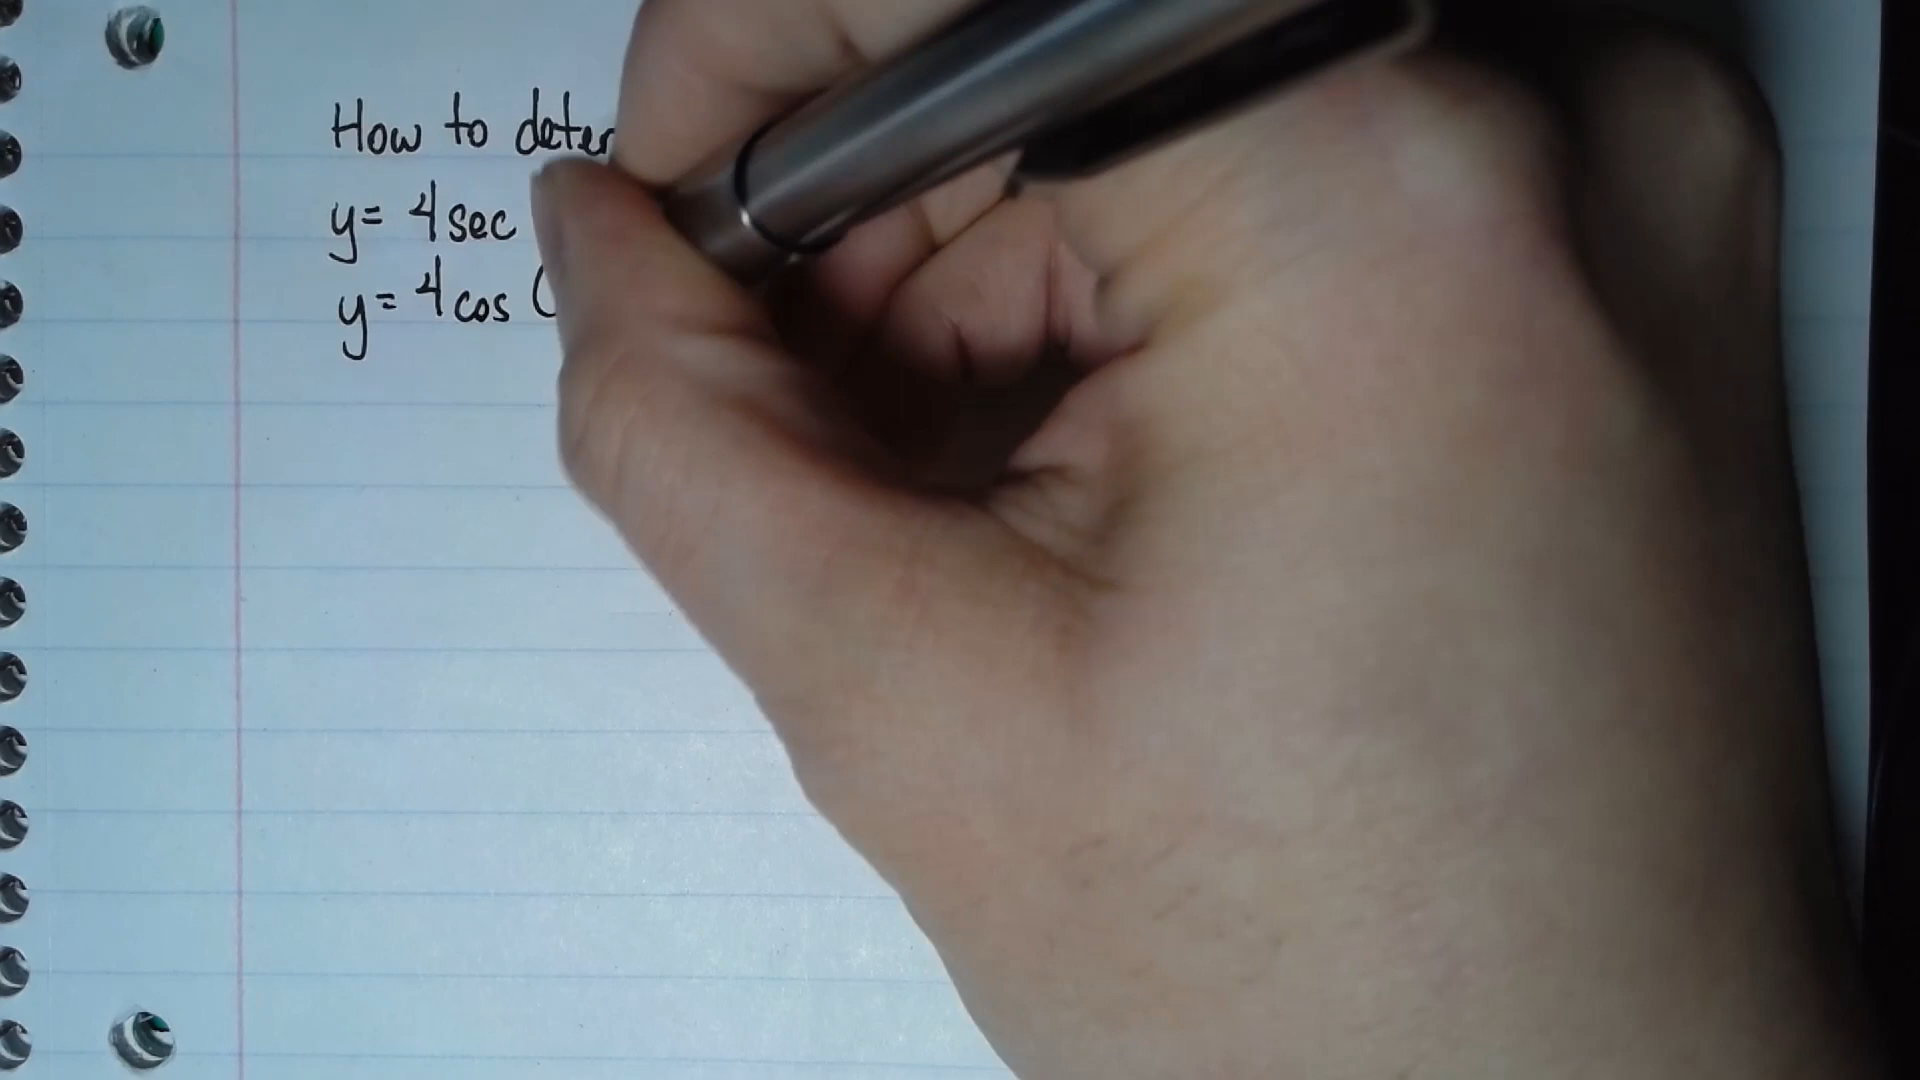 How to deter
y= 4sec
y= 4cos (